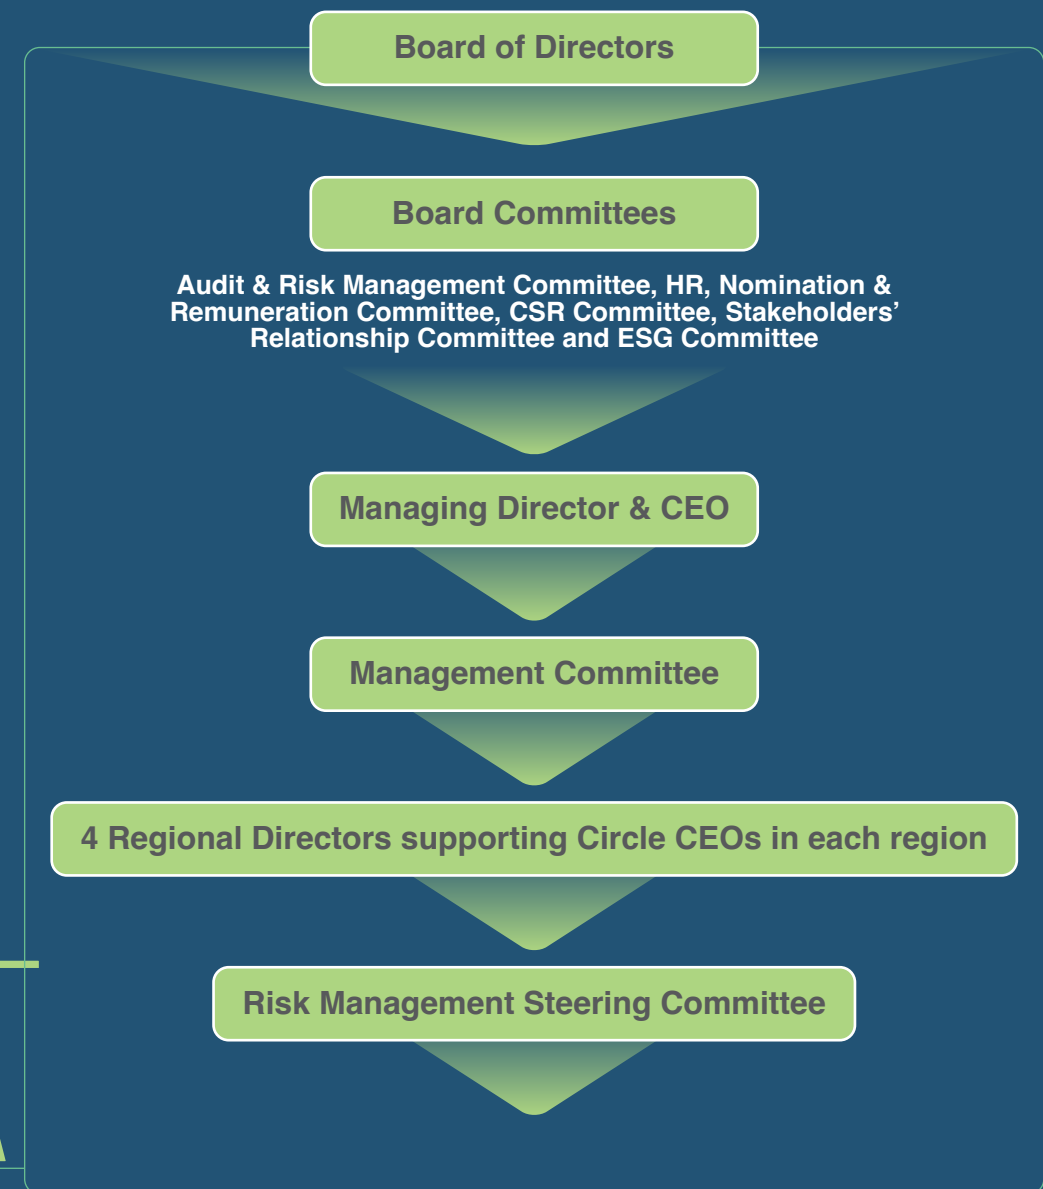 Board of Directors
Board Committees
Audit & Risk Management Committee, HR, Nomination &
Remuneration Committee, CSR Committee, Stakeholders’
Relationship Committee and ESG Committee
Managing Director & CEO
Management Committee
4 Regional Directors supporting Circle CEOs in each region
Risk Management Steering Committee